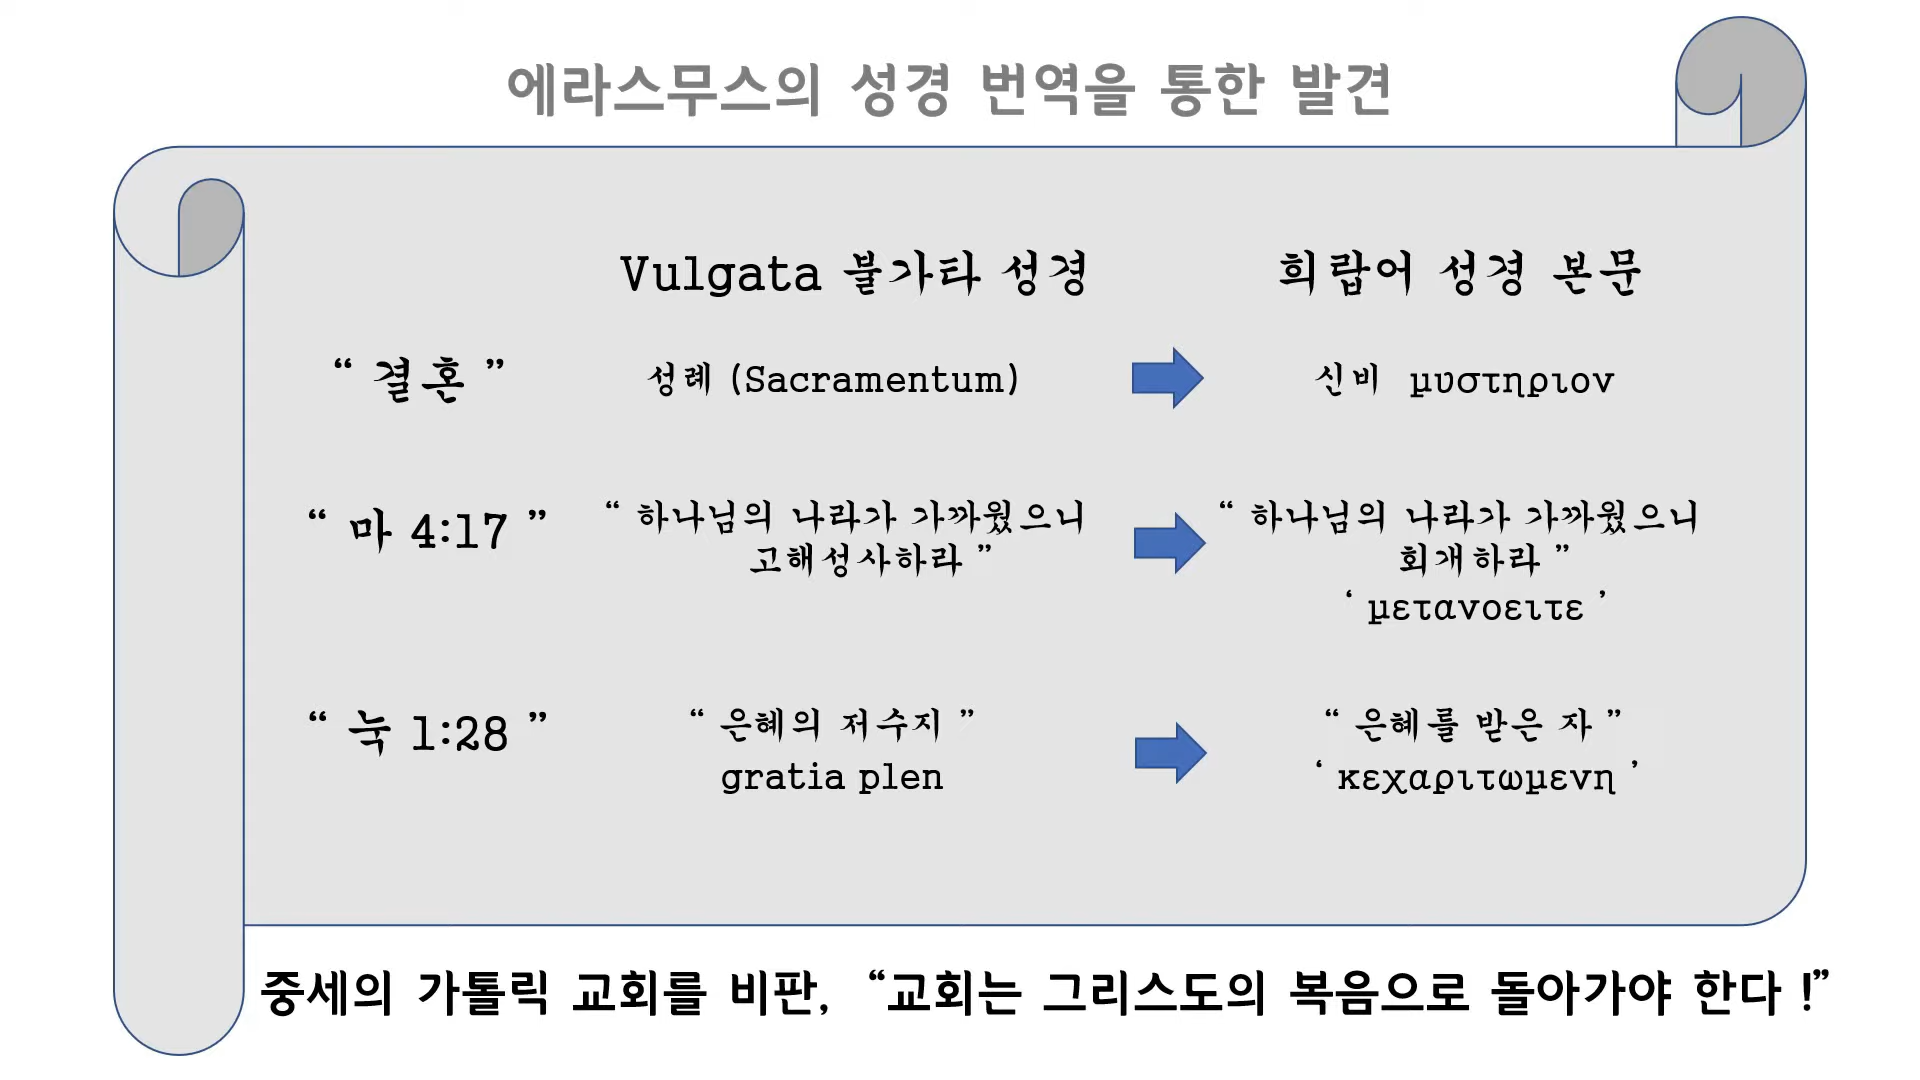 에라스무스의 성경 번역을 통한 발견
Vulgata 불가타 성경 희랍어 성경 본문
“ 결혼 ” 성례 (Sacramentum) 신비 μυστηριον
“ 마 4:17 ” “ 하나님의 나라가 가까웠으니 “ 하나님의 나라가 가까웠으니
고해성사하라 ” 회개하라 ”
‘ μετανοειτε ’
“ 눅 1:28 ” “ 은혜의 저수지 ” “ 은혜를 받은 자 ”
gratia plen ‘ κεχαριτωμενη ’
중세의 가톨릭 교회를 비판, “교회는 그리스도의 복음으로 돌아가야 한다 !”